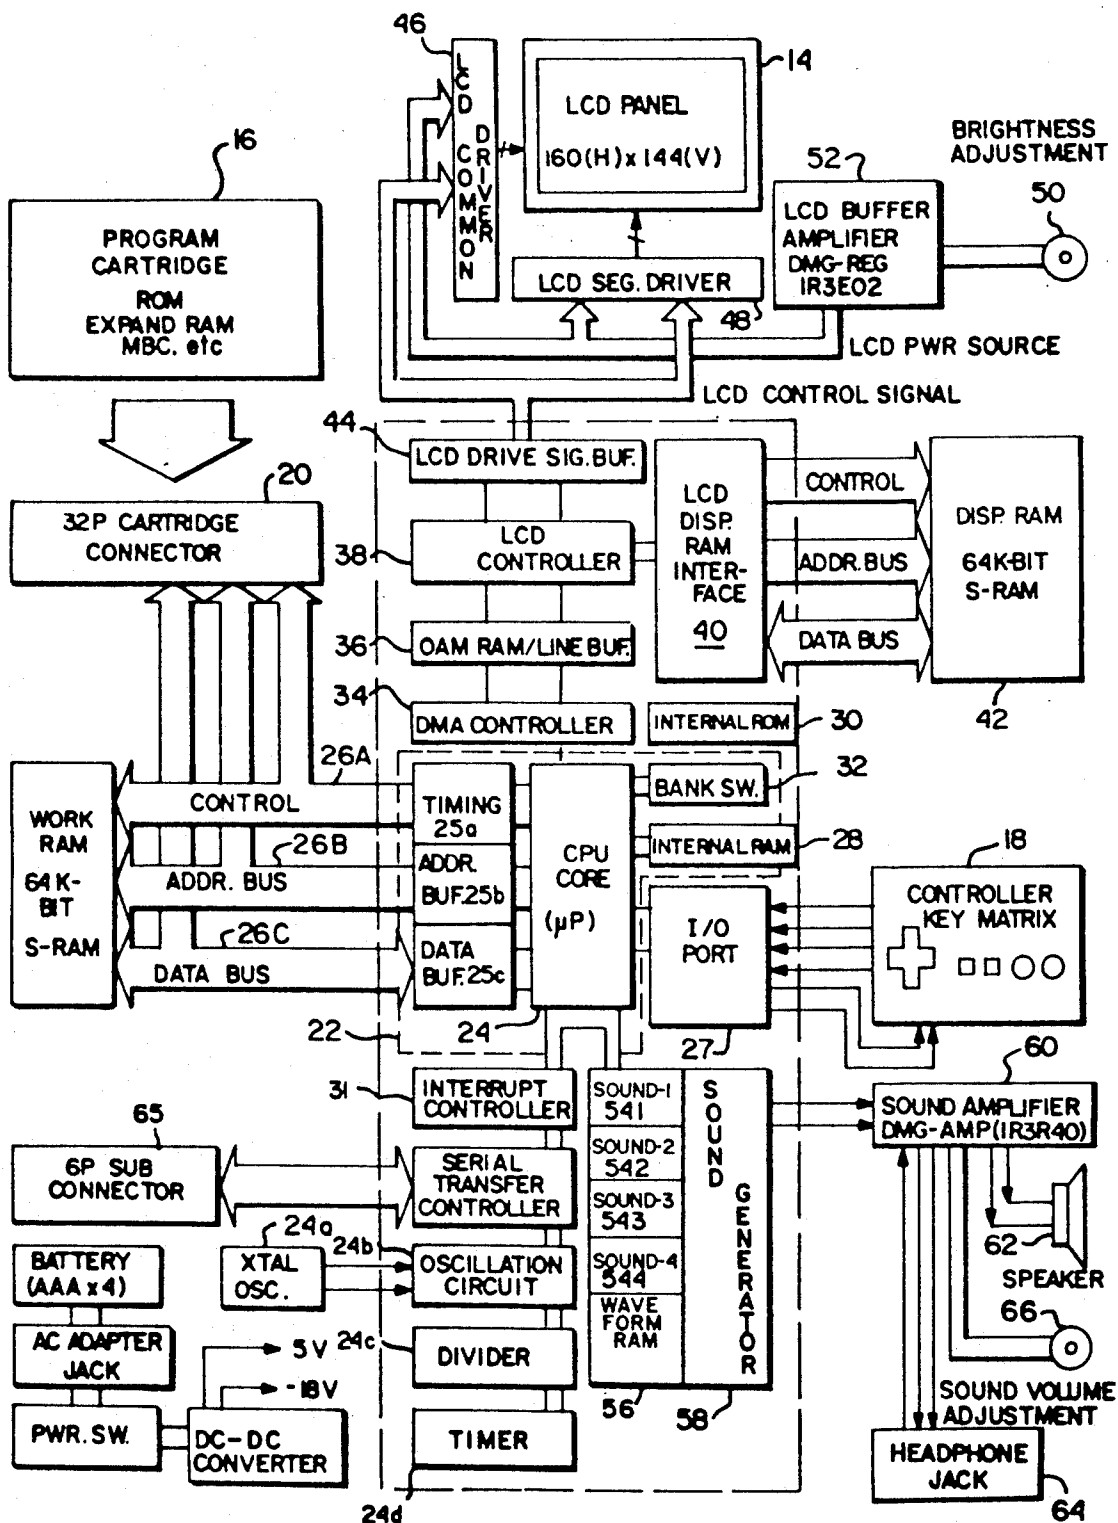 46
LCD COMMON
DRIVER
14
LCD PANEL
160(H)x144(V)
BRIGHTNESS
ADJUSTMENT
50
52
LCD BUFFER
AMPLIFIER
DMG-REG
IR3E02
16
PROGRAM
CARTRIDGE
ROM
EXPAND RAM
MBC. etc
LCD SEG. DRIVER
48
LCD PWR SOURCE
LCD CONTROL SIGNAL
44
LCD DRIVE SIG. BUF.
20
32P CARTRIDGE
CONNECTOR
38
LCD
CONTROLLER
LCD
DISP.
RAM
INTER-
FACE
40
CONTROL
ADDR. BUS
DATA BUS
DISP. RAM
64K-BIT
S-RAM
42
36
OAM RAM/LINE BUF.
34
DMA CONTROLLER
INTERNAL ROM
30
26A
CONTROL
WORK
RAM
64K-
BIT
S-RAM
26B
ADDR. BUS
26C
DATA BUS
TIMING
25a
ADDR.
BUF. 25b
DATA
BUF. 25c
CPU
CORE
(µP)
BANK SW.
32
INTERNAL RAM
28
22
24
I/O
PORT
27
18
CONTROLLER
KEY MATRIX
31
INTERRUPT
CONTROLLER
SOUND-1
541
SOUND-2
542
SOUND-3
543
SOUND-4
544
WAVE
FORM
RAM
56
SOUND
GENERATOR
58
60
SOUND AMPLIFIER
DMG-AMP(IR3R40)
65
6P SUB
CONNECTOR
SERIAL
TRANSFER
CONTROLLER
24a
XTAL
OSC.
24b
OSCILLATION
CIRCUIT
62
SPEAKER
66
SOUND VOLUME
ADJUSTMENT
BATTERY
(AAA x 4)
AC ADAPTER
JACK
5V
-18V
PWR. SW.
DC-DC
CONVERTER
24c
DIVIDER
TIMER
24d
HEADPHONE
JACK
64